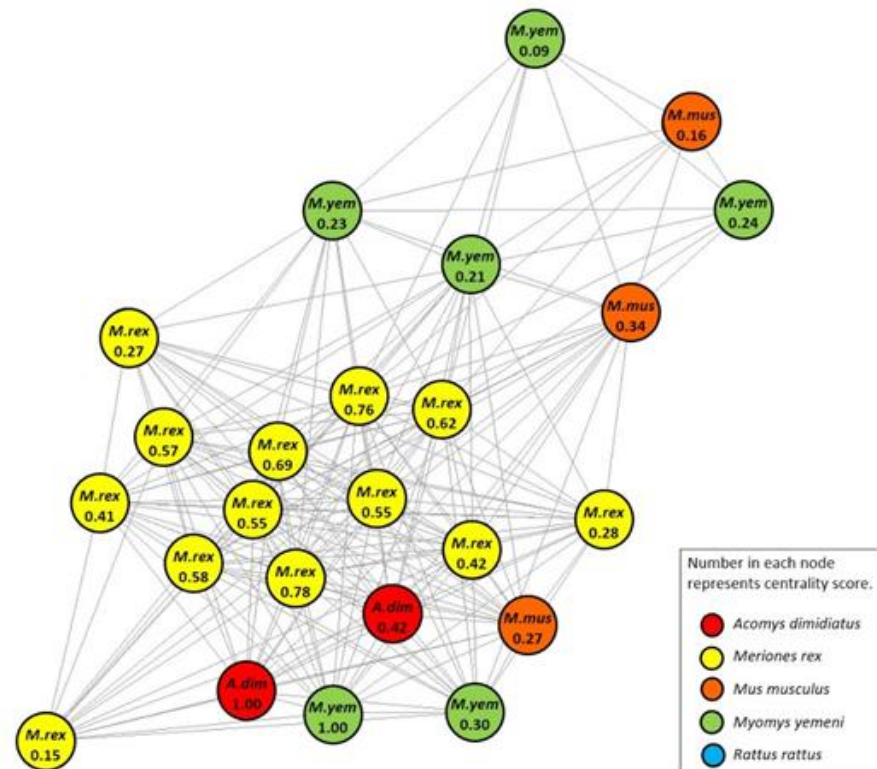 M.yem
0.09
M.mus
0.16
M.yem
0.23
M.yem
0.24
M.yem
0.21
M.mus
0.34
M.rex
0.27
M.rex
0.76
M.rex
0.62
M.rex
0.57
M.rex
0.69
M.rex
0.41
M.rex
0.55
M.rex
0.55
M.rex
0.28
M.rex
0.58
M.rex
0.78
M.rex
0.42
A.dim
0.42
M.mus
0.27
A.dim
1.00
M.yem
1.00
M.yem
0.30
M.rex
0.15
Number in each node
represents centrality score.
Acomys dimidiatus
Meriones rex
Mus musculus
Myomys yemeni
Rattus rattus